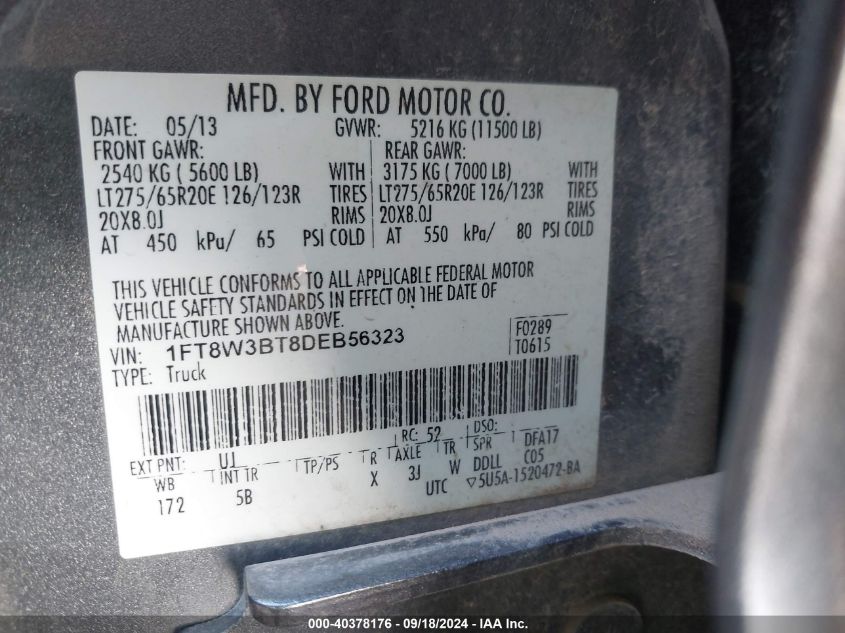 MFD. BY FORD MOTOR CO.
DATE: 05/13 GVWR: 5216 KG (11500 LB)
FRONT GAWR: REAR GAWR:
2540 KG ( 5600 LB) WITH 3175 KG ( 7000 LB) WITH
LT275/65R20E 126/123R TIRES LT275/65R20E 126/123R TIRES
20X8.0J RIMS 20X8.0J RIMS
AT 450 kPa/ 65 PSI COLD AT 550 kPa/ 80 PSI COLD
THIS VEHICLE CONFORMS TO ALL APPLICABLE FEDERAL MOTOR
VEHICLE SAFETY STANDARDS IN EFFECT ON THE DATE OF
MANUFACTURE SHOWN ABOVE.
VIN: 1FT8W3BT8DEB56323 F0289
TYPE: Truck T0615
EXT PNT: U1 RC: 52 DSO:
WB INT TR TP/PS R AXLE TR SPR DFA17
172 5B X 3J W DDLL C05
UTC ▽5U5A-1520472-BA
000-40378176 - 09/18/2024 - IAA Inc.